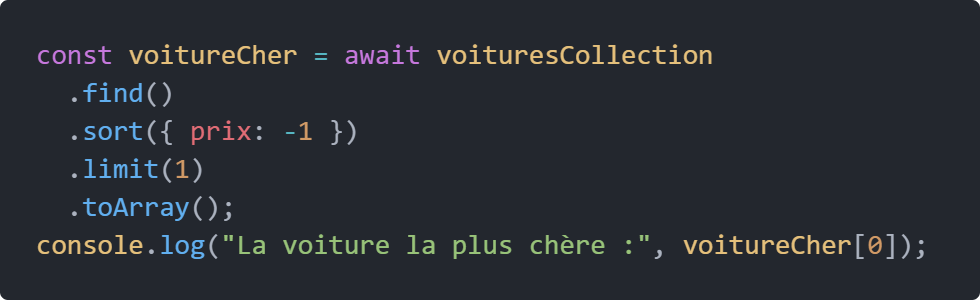 const voitureCher = await voituresCollection
  .find()
  .sort({ prix: -1 })
  .limit(1)
  .toArray();
console.log("La voiture la plus chère :", voitureCher[0]);